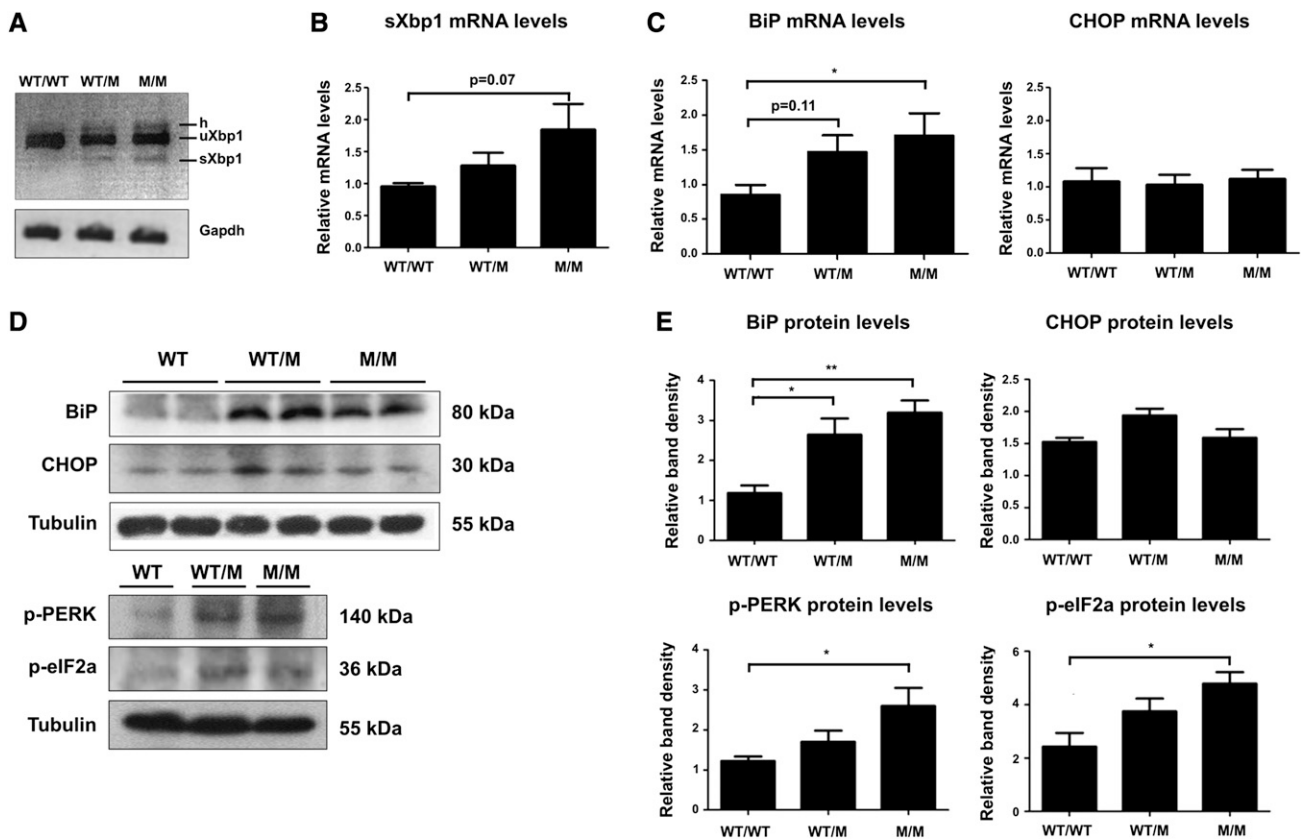 A
WT/WT WT/M M/M
h
uXbp1
sXbp1
Gapdh
B
sXbp1 mRNA levels
Relative mRNA levels
2.5
2.0
1.5
1.0
0.5
0.0
p=0.07
WT/WT WT/M M/M
C
BiP mRNA levels
Relative mRNA levels
2.5
2.0
1.5
1.0
0.5
0.0
*
p=0.11
WT/WT WT/M M/M
CHOP mRNA levels
Relative mRNA levels
2.5
2.0
1.5
1.0
0.5
0.0
WT/WT WT/M M/M
D
WT WT/M M/M
BiP 80 kDa
CHOP 30 kDa
Tubulin 55 kDa
WT WT/M M/M
p-PERK 140 kDa
p-eIF2a 36 kDa
Tubulin 55 kDa
E
BiP protein levels
Relative band density
4
3
2
1
0
**
*
WT/WT WT/M M/M
CHOP protein levels
Relative band density
2.5
2.0
1.5
1.0
0.5
0.0
WT/WT WT/M M/M
p-PERK protein levels
Relative band density
4
3
2
1
0
*
WT/WT WT/M M/M
p-eIF2a protein levels
Relative band density
6
4
2
0
*
WT/WT WT/M M/M